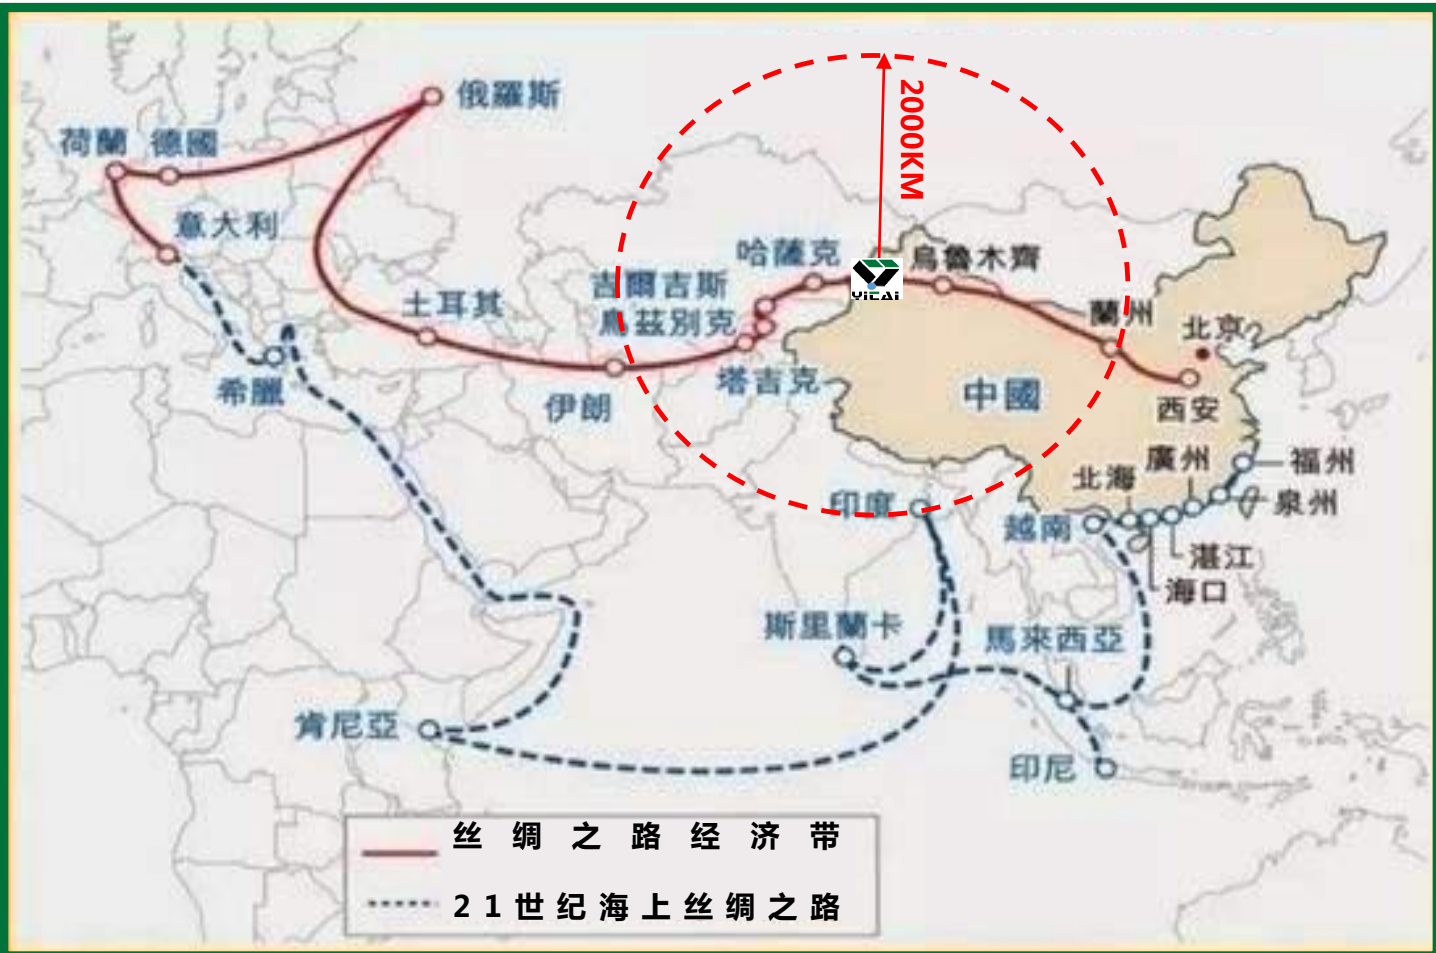 2000KM
俄羅斯
荷蘭
德國
意大利
哈薩克
烏魯木齊
吉爾吉斯
烏茲別克
土耳其
YITAI
蘭州
北京
塔吉克
希臘
伊朗
中國
西安
廣州
福州
北海
印度
泉州
越南
湛江
海口
斯里蘭卡
馬來西亞
肯尼亞
印尼
丝绸之路经济带
21世纪海上丝绸之路